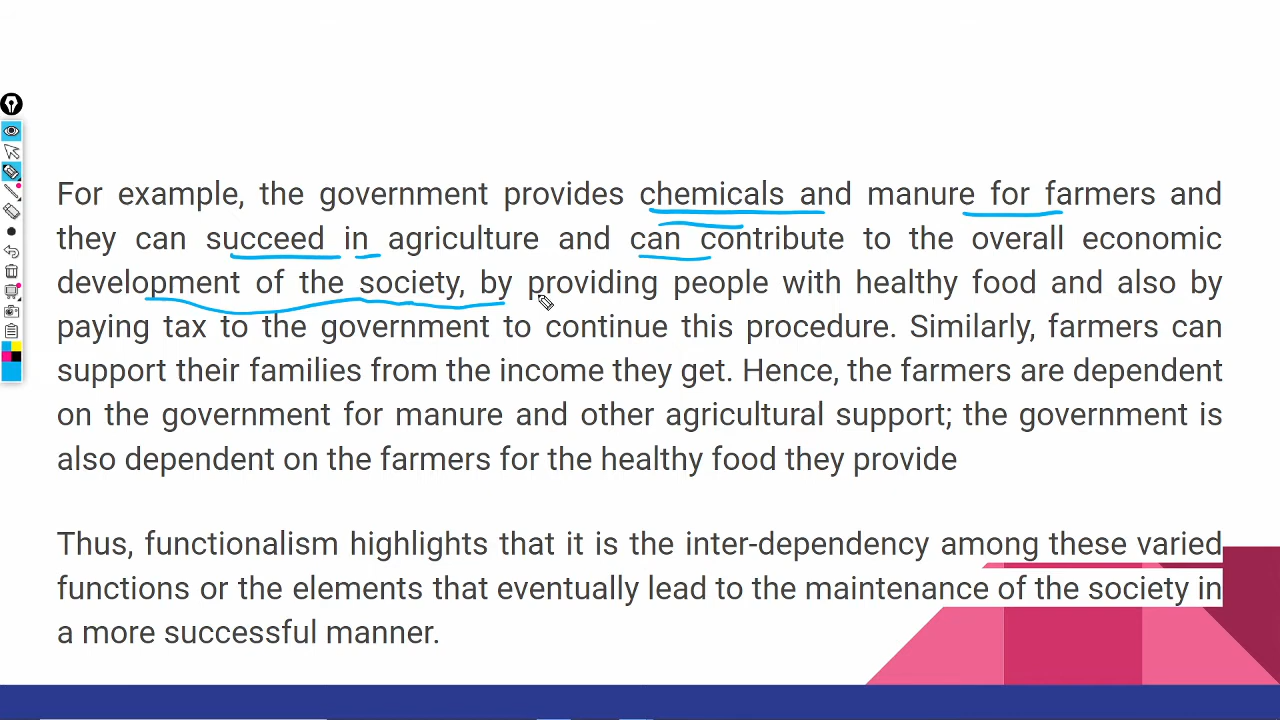 For example, the government provides chemicals and manure for farmers and
they can succeed in agriculture and can contribute to the overall economic
development of the society, by providing people with healthy food and also by
paying tax to the government to continue this procedure. Similarly, farmers can
support their families from the income they get. Hence, the farmers are dependent
on the government for manure and other agricultural support; the government is
also dependent on the farmers for the healthy food they provide
Thus, functionalism highlights that it is the inter-dependency among these varied
functions or the elements that eventually lead to the maintenance of the society in
a more successful manner.